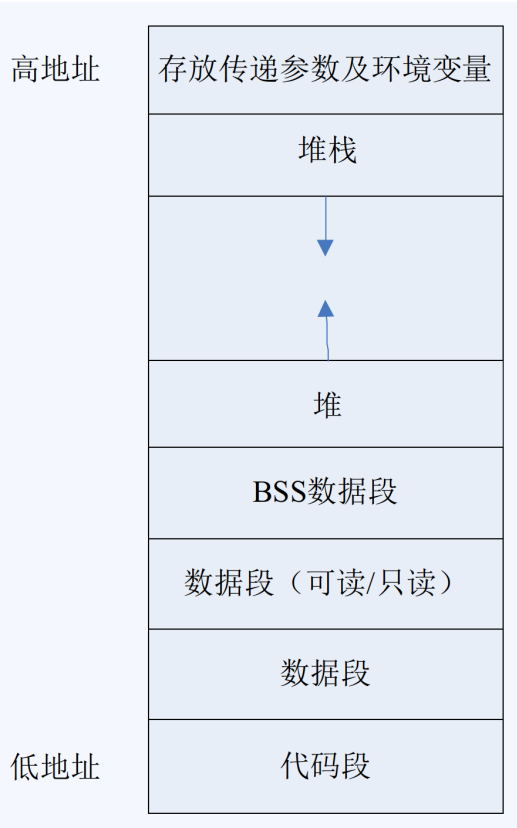 高地址
存放传递参数及环境变量
堆栈
堆
BSS数据段
数据段（可读/只读）
数据段
低地址
代码段